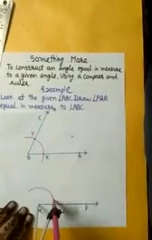 Something More
To construct an angle equal in measure
to a given angle, Using a compass and
ruler
Example
Look at the given ∠ABC. Draw ∠PQR
equal in measure to ∠ABC
C
Y
B X